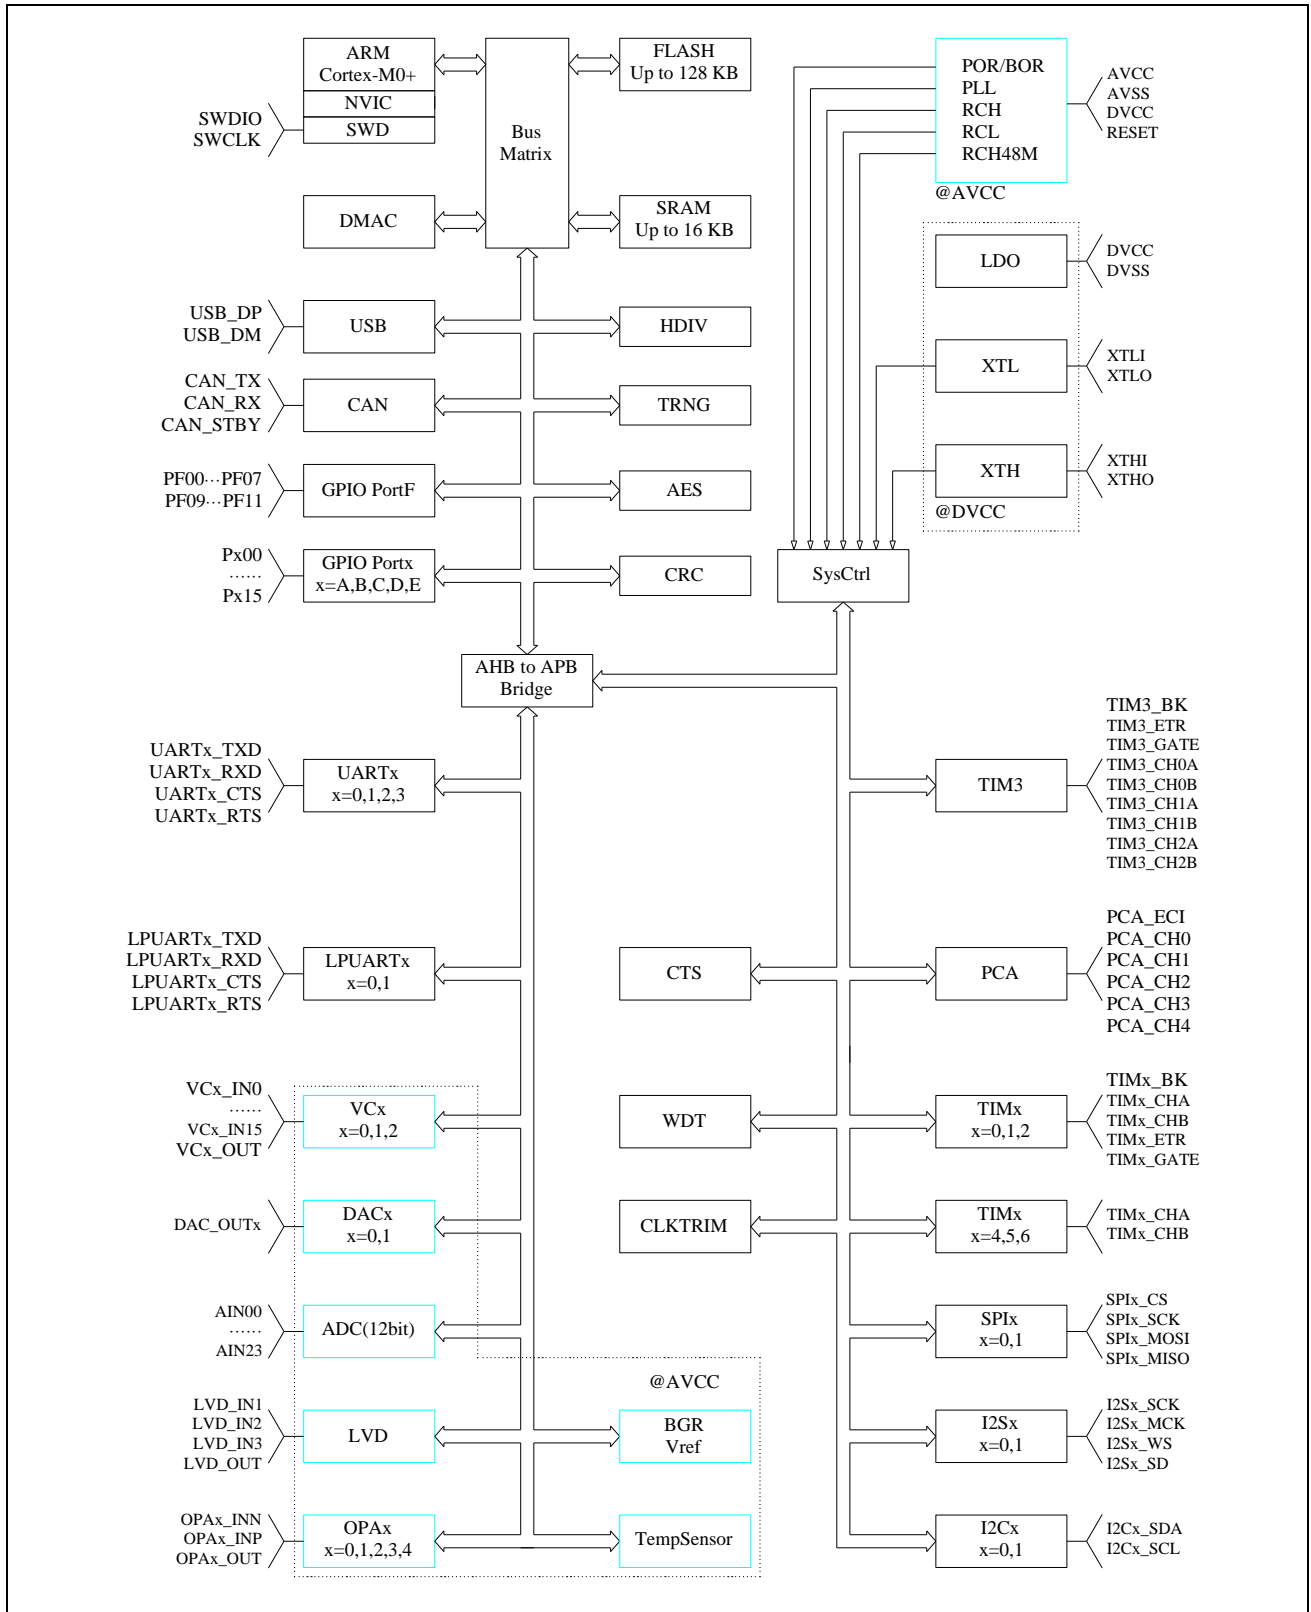 ARM
Cortex-M0+
NVIC
SWD
SWDIO
SWCLK
Bus
Matrix
FLASH
Up to 128 KB
DMAC
SRAM
Up to 16 KB
POR/BOR
PLL
RCH
RCL
RCH48M
@AVCC
AVCC
AVSS
DVCC
RESET
LDO
DVCC
DVSS
XTL
XTLI
XTLO
XTH
@DVCC
XTHI
XTHO
USB_DP
USB_DM
USB
HDIV
CAN_TX
CAN_RX
CAN_STBY
CAN
TRNG
PF00···PF07
PF09···PF11
GPIO PortF
AES
Px00
······
Px15
GPIO Portx
x=A,B,C,D,E
CRC
SysCtrl
AHB to APB
Bridge
UARTx_TXD
UARTx_RXD
UARTx_CTS
UARTx_RTS
UARTx
x=0,1,2,3
TIM3
TIM3_BK
TIM3_ETR
TIM3_GATE
TIM3_CH0A
TIM3_CH0B
TIM3_CH1A
TIM3_CH1B
TIM3_CH2A
TIM3_CH2B
LPUARTx_TXD
LPUARTx_RXD
LPUARTx_CTS
LPUARTx_RTS
LPUARTx
x=0,1
CTS
PCA
PCA_ECI
PCA_CH0
PCA_CH1
PCA_CH2
PCA_CH3
PCA_CH4
VCx_IN0
······
VCx_IN15
VCx_OUT
VCx
x=0,1,2
WDT
TIMx
x=0,1,2
TIMx_BK
TIMx_CHA
TIMx_CHB
TIMx_ETR
TIMx_GATE
DAC_OUTx
DACx
x=0,1
CLKTRIM
TIMx
x=4,5,6
TIMx_CHA
TIMx_CHB
AIN00
······
AIN23
ADC(12bit)
SPIx
x=0,1
SPIx_CS
SPIx_SCK
SPIx_MOSI
SPIx_MISO
@AVCC
LVD_IN1
LVD_IN2
LVD_IN3
LVD_OUT
LVD
BGR
Vref
I2Sx
x=0,1
I2Sx_SCK
I2Sx_MCK
I2Sx_WS
I2Sx_SD
OPAx_INN
OPAx_INP
OPAx_OUT
OPAx
x=0,1,2,3,4
TempSensor
I2Cx
x=0,1
I2Cx_SDA
I2Cx_SCL